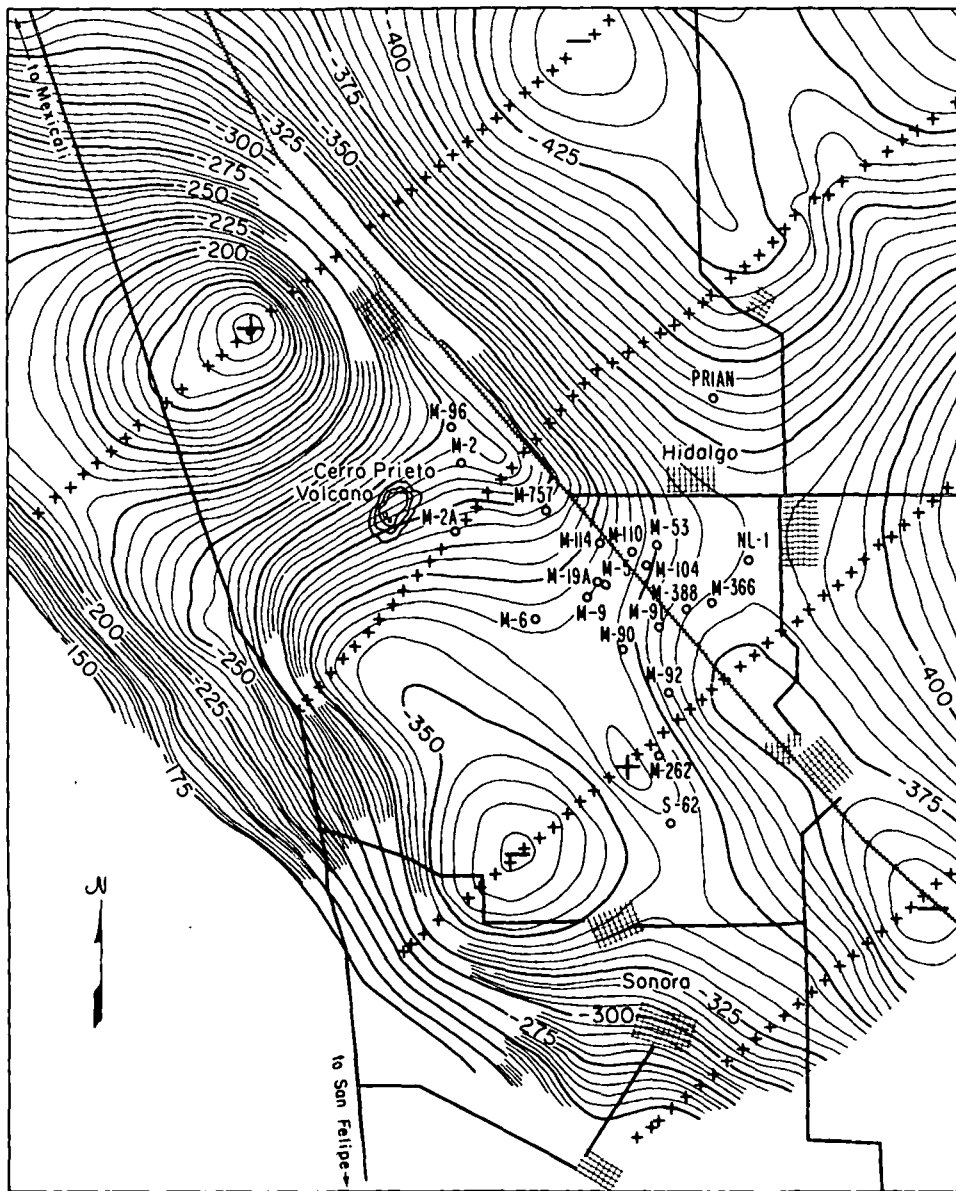 -400
-375
-425
to Mexicali
-325
-350
-300
-275
-250
-225
-200
PRIAN
M-96
Hidalgo
M-2
Cerro Prieto
Volcano
M-757
M-2A
M-114
M-110
M-53
NL-1
M-5
M-104
M-19A
M-388
M-366
M-9
M-6
M-91
M-90
-200
-150
-250
M-92
-400
-225
-350
-175
M-262
-375
S-62
N
Sonora
-325
-300
-275
to San Felipe